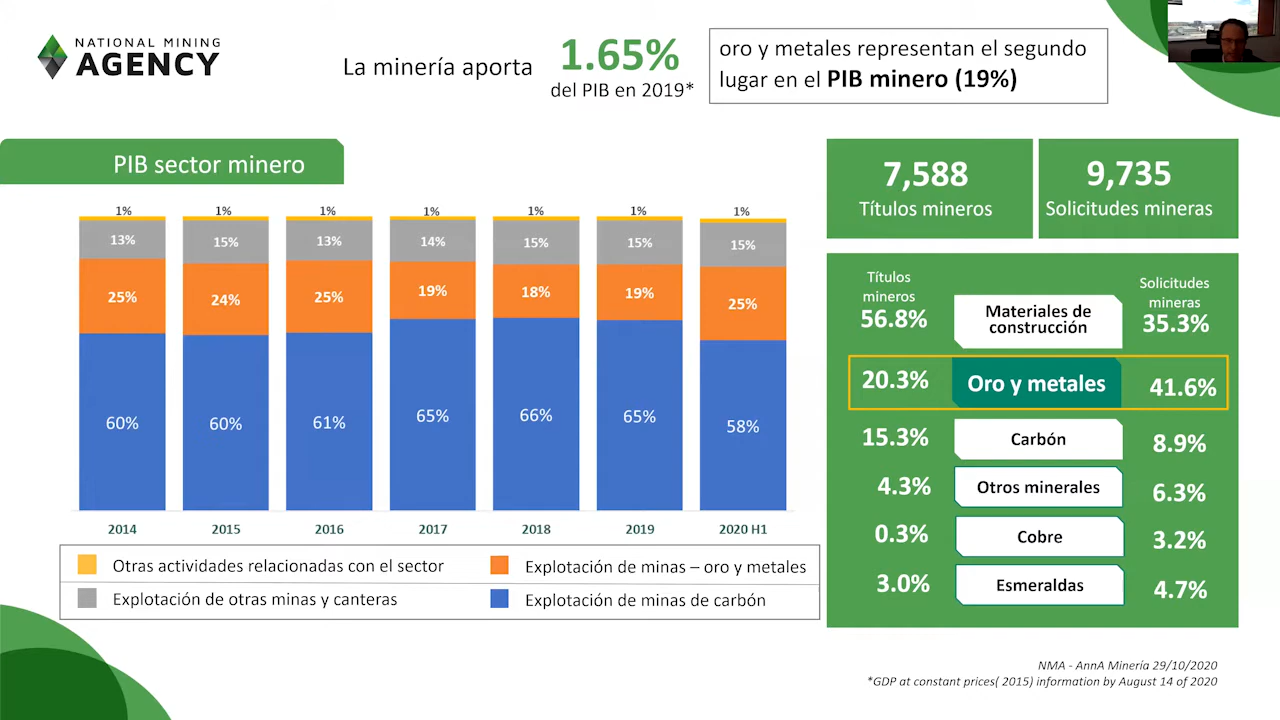 NATIONAL MINING
AGENCY
La minería aporta
1.65%
del PIB en 2019*
oro y metales representan el segundo
lugar en el PIB minero (19%)
PIB sector minero
1% 1% 1% 1% 1% 1% 1%
13% 15% 13% 14% 15% 15% 15%
25% 24% 25% 19% 18% 19% 25%
60% 60% 61% 65% 66% 65% 58%
2014 2015 2016 2017 2018 2019 2020 H1
Otras actividades relacionadas con el sector
Explotación de minas – oro y metales
Explotación de otras minas y canteras
Explotación de minas de carbón
7,588
Títulos mineros
9,735
Solicitudes mineras
Títulos
mineros
Solicitudes
mineras
56.8%
Materiales de
construcción
35.3%
20.3% Oro y metales 41.6%
15.3% Carbón 8.9%
4.3% Otros minerales 6.3%
0.3% Cobre 3.2%
3.0% Esmeraldas 4.7%
NMA - AnnA Minería 29/10/2020
*GDP at constant prices( 2015) information by August 14 of 2020